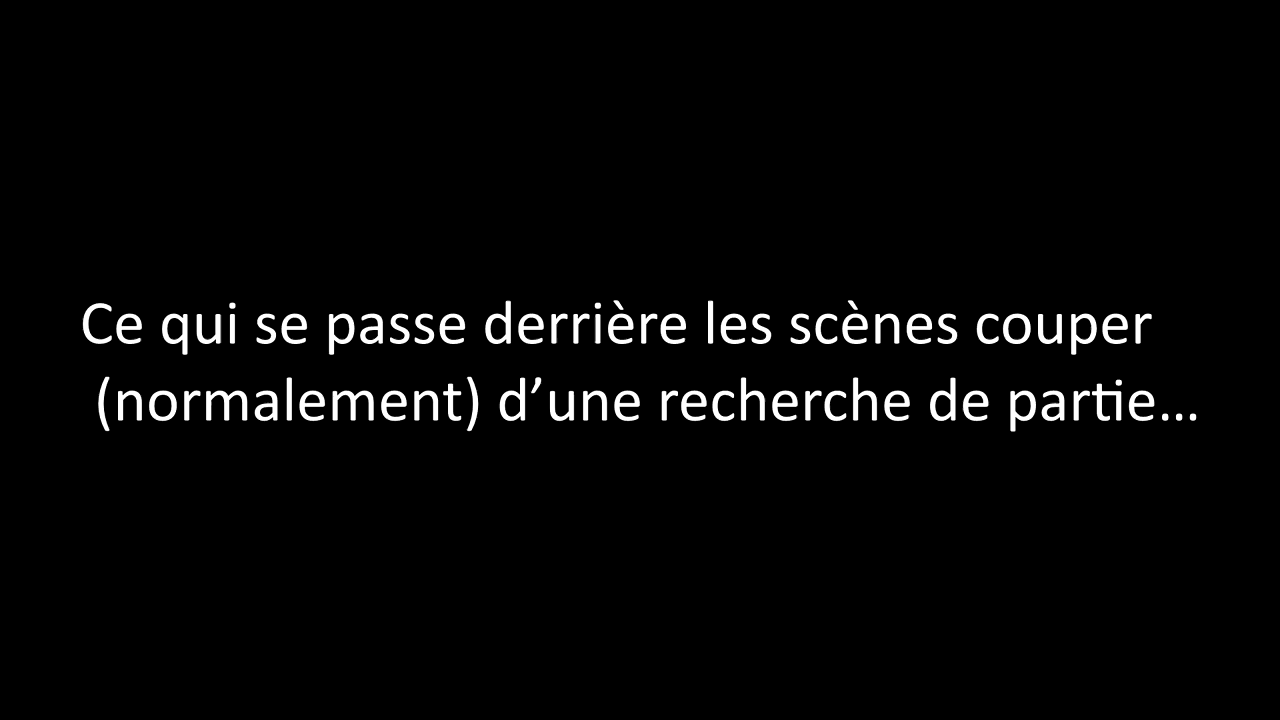 Ce qui se passe derrière les scènes couper
(normalement) d’une recherche de partie…